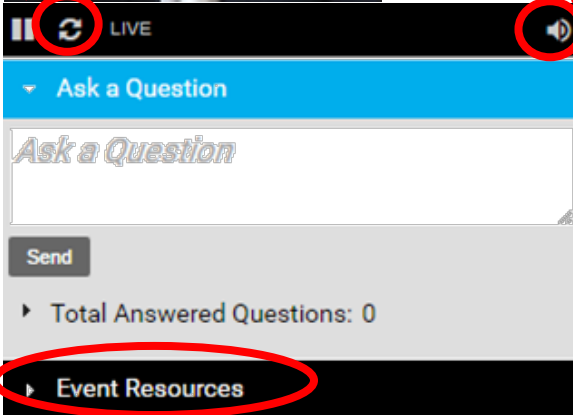 LIVE
Ask a Question
Ask a Question
Send
Total Answered Questions: 0
Event Resources